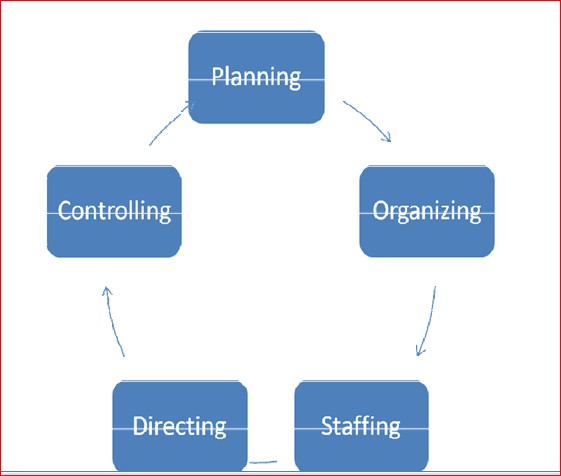 Planning
Organizing
Staffing
Directing
Controlling